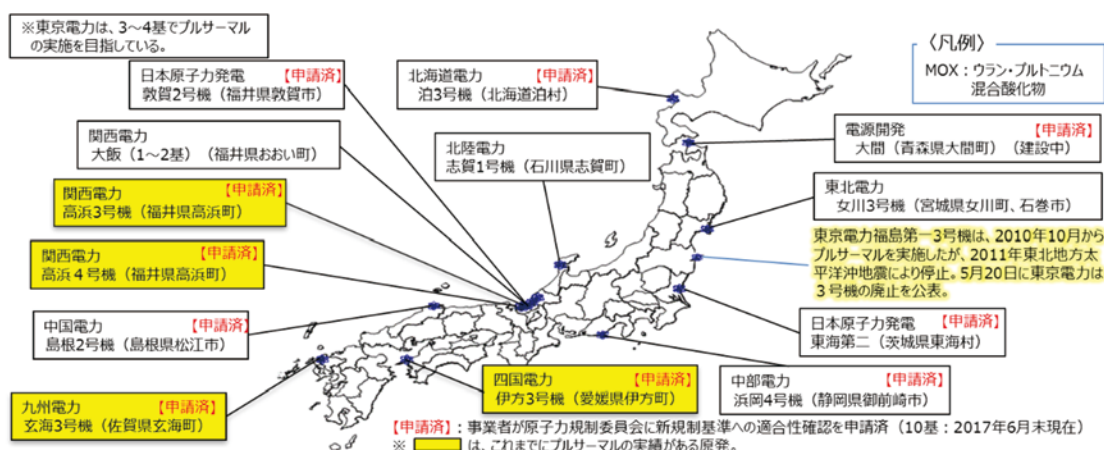 ※東京電力は、3～4基でプルサーマル
の実施を目指している。
日本原子力発電 【申請済】
敦賀2号機（福井県敦賀市）
関西電力
大飯（1～2基）（福井県おおい町）
関西電力 【申請済】
高浜3号機（福井県高浜町）
関西電力 【申請済】
高浜４号機（福井県高浜町）
中国電力 【申請済】
島根2号機（島根県松江市）
九州電力 【申請済】
玄海3号機（佐賀県玄海町）
北海道電力 【申請済】
泊3号機（北海道泊村）
北陸電力
志賀1号機（石川県志賀町）
四国電力 【申請済】
伊方3号機（愛媛県伊方町）
〈凡例〉
MOX：ウラン・プルトニウム
混合酸化物
電源開発 【申請済】
大間（青森県大間町）（建設中）
東北電力
女川3号機（宮城県女川町、石巻市）
東京電力福島第一3号機は、2010年10月から
プルサーマルを実施したが、2011年東北地方太
平洋沖地震により停止。5月20日に東京電力は
３号機の廃止を公表。
日本原子力発電 【申請済】
東海第二（茨城県東海村）
中部電力 【申請済】
浜岡4号機（静岡県御前崎市）
【申請済】：事業者が原子力規制委員会に新規制基準への適合性確認を申請済（10基：2017年6月末現在）
※ は、これまでにプルサーマルの実績がある原発。